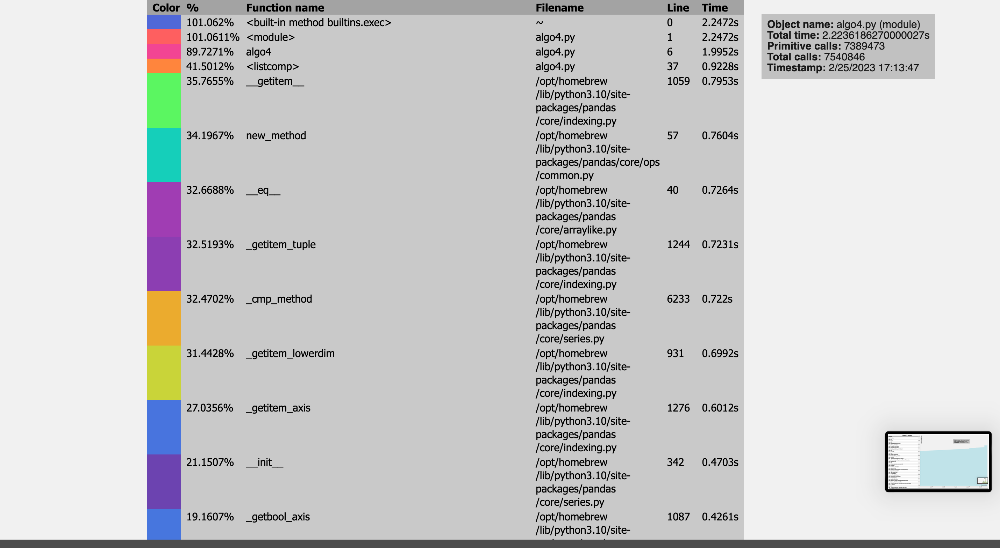 Color % Function name Filename Line Time
101.062% <built-in method builtins.exec> ~ 0 2.2472s
101.0611% <module> algo4.py 1 2.2472s
89.7271% algo4 algo4.py 6 1.9952s
41.5012% <listcomp> algo4.py 37 0.9228s
35.7655% __getitem__ /opt/homebrew 1059 0.7953s
/lib/python3.10/site-
packages/pandas
/core/indexing.py
34.1967% new_method /opt/homebrew 57 0.7604s
/lib/python3.10/site-
packages/pandas/core/ops
/common.py
32.6688% __eq__ /opt/homebrew 40 0.7264s
/lib/python3.10/site-
packages/pandas
/core/arraylike.py
32.5193% _getitem_tuple /opt/homebrew 1244 0.7231s
/lib/python3.10/site-
packages/pandas
/core/indexing.py
32.4702% _cmp_method /opt/homebrew 6233 0.722s
/lib/python3.10/site-
packages/pandas
/core/series.py
31.4428% _getitem_lowerdim /opt/homebrew 931 0.6992s
/lib/python3.10/site-
packages/pandas
/core/indexing.py
27.0356% _getitem_axis /opt/homebrew 1276 0.6012s
/lib/python3.10/site-
packages/pandas
/core/indexing.py
21.1507% __init__ /opt/homebrew 342 0.4703s
/lib/python3.10/site-
packages/pandas
/core/series.py
19.1607% _getbool_axis /opt/homebrew 1087 0.4261s
/lib/python3.10/site-
Object name: algo4.py (module)
Total time: 2.2236186270000027s
Primitive calls: 7389473
Total calls: 7540846
Timestamp: 2/25/2023 17:13:47